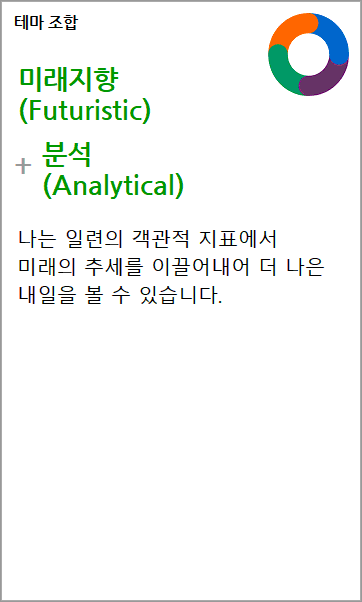 테마 조합
미래지향
(Futuristic)
+ 분석
(Analytical)
나는 일련의 객관적 지표에서
미래의 추세를 이끌어내어 더 나은
내일을 볼 수 있습니다.